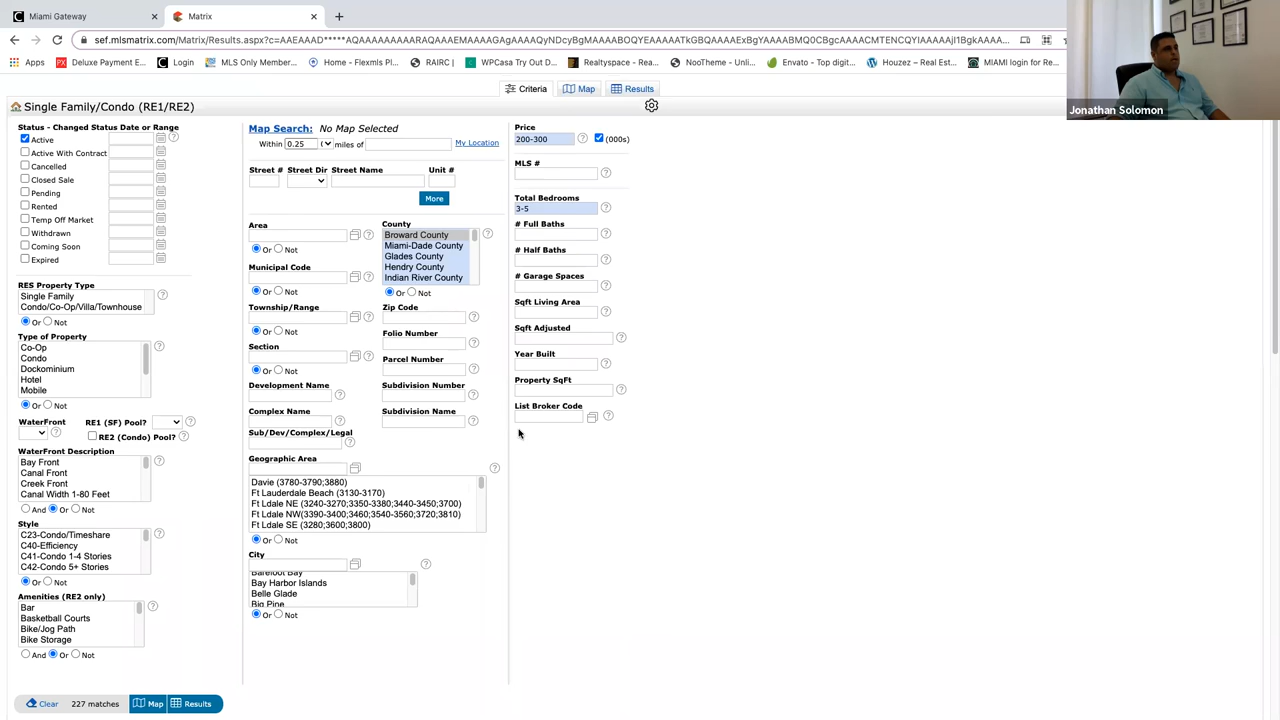 Miami Gateway
Matrix
sef.mlsmatrix.com/Matrix/Results.aspx?c=AAEAAAD*****AQAAAAAAAAARAQAAAEMAAAAGAgAAAAQyNDcyBgMAAAABOQYEAAAAATkGBQAAAAExBgYAAAABMQ0CBgcAAAACMTENCQYIAAAAAjI1BgkAAAA...
Apps
Deluxe Payment E...
Login
MLS Only Member...
Home - Flexmls Pl...
RAIRC |
WPCasa Try Out D...
Realtyspace - Rea...
NooTheme - Unli...
Envato - Top digit...
Houzez – Real Est...
MIAMI login for Re...
Jonathan Solomon
Criteria
Map
Results
Single Family/Condo (RE1/RE2)
Status - Changed Status Date or Range
Active
Active With Contract
Cancelled
Closed Sale
Pending
Rented
Temp Off Market
Withdrawn
Coming Soon
Expired
RES Property Type
Single Family
Condo/Co-Op/Villa/Townhouse
Or Not
Type of Property
Co-Op
Condo
Dockominium
Hotel
Mobile
Or Not
WaterFront
RE1 (SF) Pool?
RE2 (Condo) Pool?
WaterFront Description
Bay Front
Canal Front
Creek Front
Canal Width 1-80 Feet
And Or Not
Style
C23-Condo/Timeshare
C40-Efficiency
C41-Condo 1-4 Stories
C42-Condo 5+ Stories
Or Not
Amenities (RE2 only)
Bar
Basketball Courts
Bike/Jog Path
Bike Storage
And Or Not
Clear
227 matches
Map
Results
Map Search: No Map Selected
Within 0.25 miles of
My Location
Street # Street Dir Street Name Unit #
More
Area
Or Not
Municipal Code
Or Not
Township/Range
Or Not
Section
Or Not
Development Name
Complex Name
Sub/Dev/Complex/Legal
County
Broward County
Miami-Dade County
Glades County
Hendry County
Indian River County
Or Not
Zip Code
Folio Number
Parcel Number
Subdivision Number
Subdivision Name
Geographic Area
Davie (3780-3790;3880)
Ft Lauderdale Beach (3130-3170)
Ft Ldale NE (3240-3270;3350-3380;3440-3450;3700)
Ft Ldale NW(3390-3400;3460;3540-3560;3720;3810)
Ft Ldale SE (3280;3600;3800)
Or Not
City
Barefoot Bay
Bay Harbor Islands
Belle Glade
Big Pine
Or Not
Price
200-300
(000s)
MLS #
Total Bedrooms
3-5
# Full Baths
# Half Baths
# Garage Spaces
Sqft Living Area
Sqft Adjusted
Year Built
Property SqFt
List Broker Code